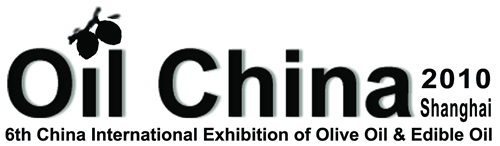 Oil China 2010
Shanghai
6th China International Exhibition of Olive Oil & Edible Oil